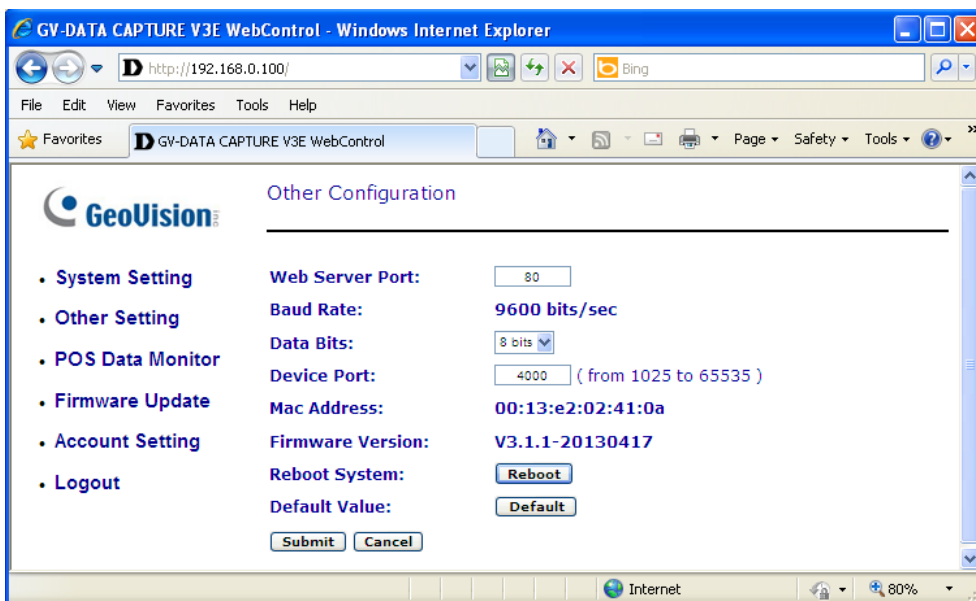 GV-DATA CAPTURE V3E WebControl - Windows Internet Explorer
D http://192.168.0.100/ Bing
File Edit View Favorites Tools Help
Favorites D GV-DATA CAPTURE V3E WebControl Page Safety Tools »
GeoVision
Other Configuration
• System Setting
• Other Setting
• POS Data Monitor
• Firmware Update
• Account Setting
• Logout
Web Server Port: 80
Baud Rate: 9600 bits/sec
Data Bits: 8 bits
Device Port: 4000 ( from 1025 to 65535 )
Mac Address: 00:13:e2:02:41:0a
Firmware Version: V3.1.1-20130417
Reboot System: Reboot
Default Value: Default
Submit Cancel
Internet 80%